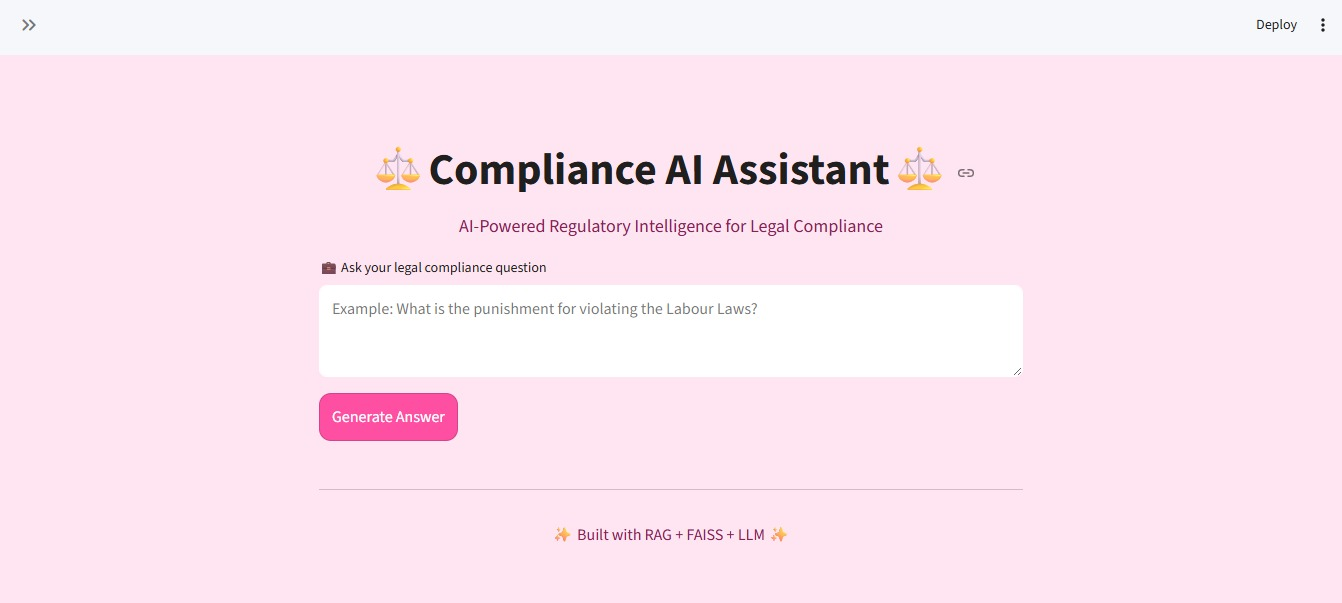 Deploy
Compliance AI Assistant
AI-Powered Regulatory Intelligence for Legal Compliance
Ask your legal compliance question
Example: What is the punishment for violating the Labour Laws?
Generate Answer
Built with RAG + FAISS + LLM